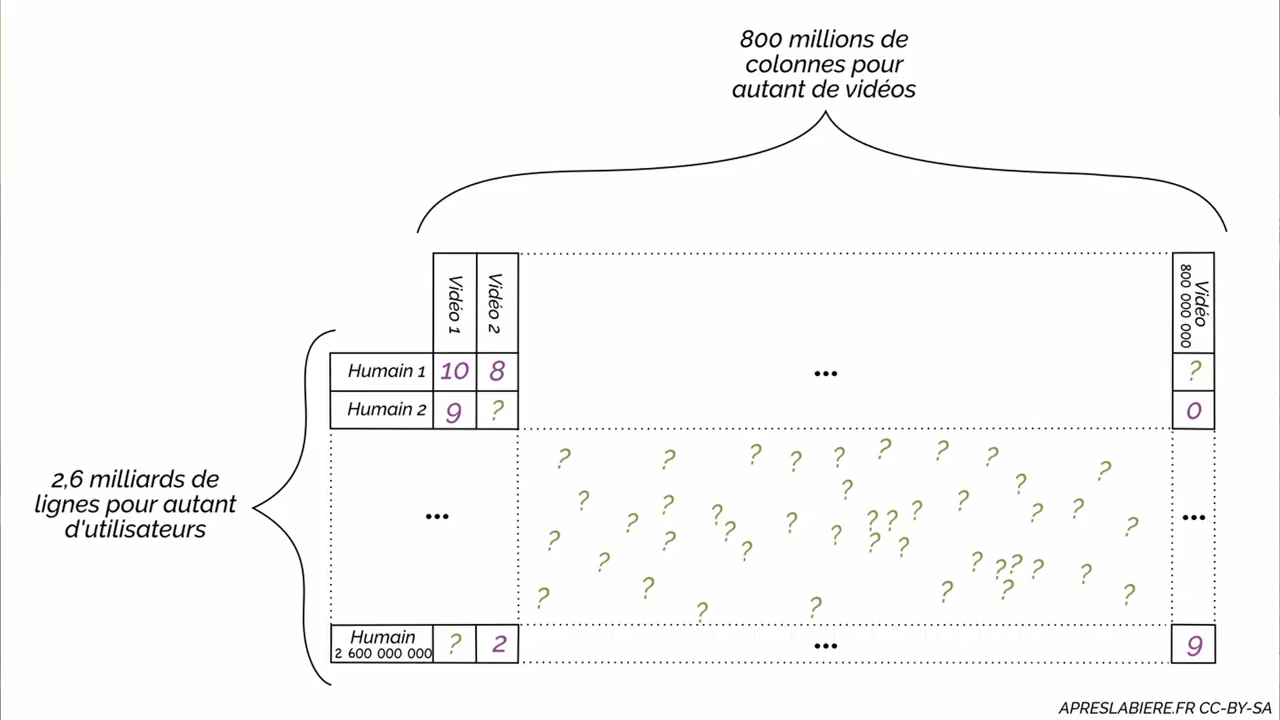 800 millions de
colonnes pour
autant de vidéos
Vidéo 1
Vidéo 2
Vidéo
800 000 000
...
Humain 1 10 8 ... ?
Humain 2 9 ? 0
2,6 milliards de
lignes pour autant
d'utilisateurs
? ? ? ? ? ? ? ? ?
? ? ? ?
? ? ? ? ? ? ? ? ? ? ?
... ...
? ? ? ? ? ? ?
? ? ? ? ? ?
? ? ? ? ? ? ?
Humain
2 600 000 000 ? 2 ... 9
APRESLABIERE.FR CC-BY-SA